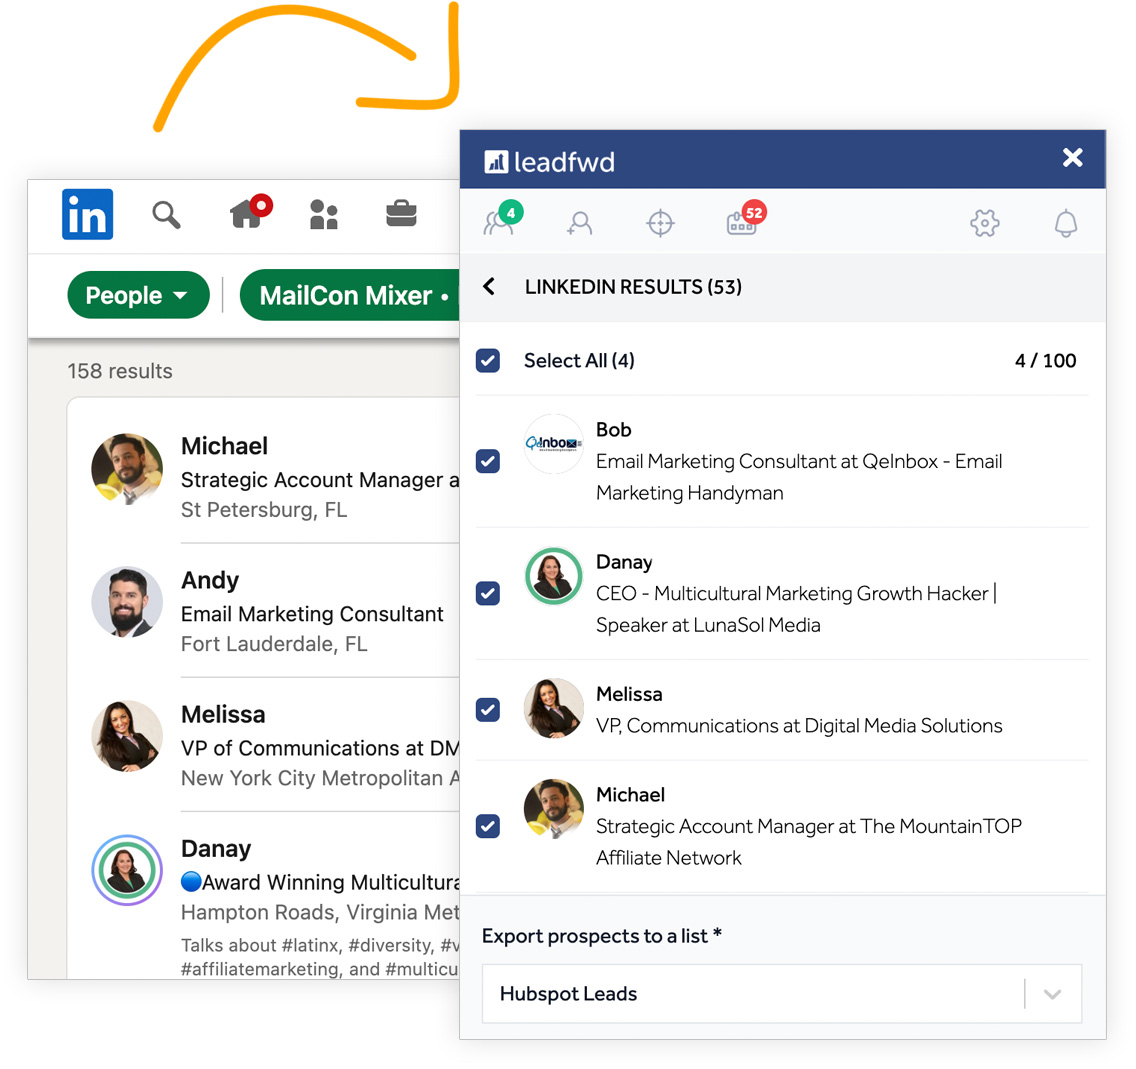 in
People
MailCon Mixer •
158 results
Michael
Strategic Account Manager a
St Petersburg, FL
Andy
Email Marketing Consultant
Fort Lauderdale, FL
Melissa
VP of Communications at DM
New York City Metropolitan A
Danay
Award Winning Multicultura
Hampton Roads, Virginia Met
Talks about #latinx, #diversity, #v
#affiliatemarketing, and #multicu
leadfwd
4
52
LINKEDIN RESULTS (53)
Select All (4)
4 / 100
QeInbox
Bob
Email Marketing Consultant at QeInbox - Email
Marketing Handyman
Danay
CEO - Multicultural Marketing Growth Hacker |
Speaker at LunaSol Media
Melissa
VP, Communications at Digital Media Solutions
Michael
Strategic Account Manager at The MountainTOP
Affiliate Network
Export prospects to a list *
Hubspot Leads